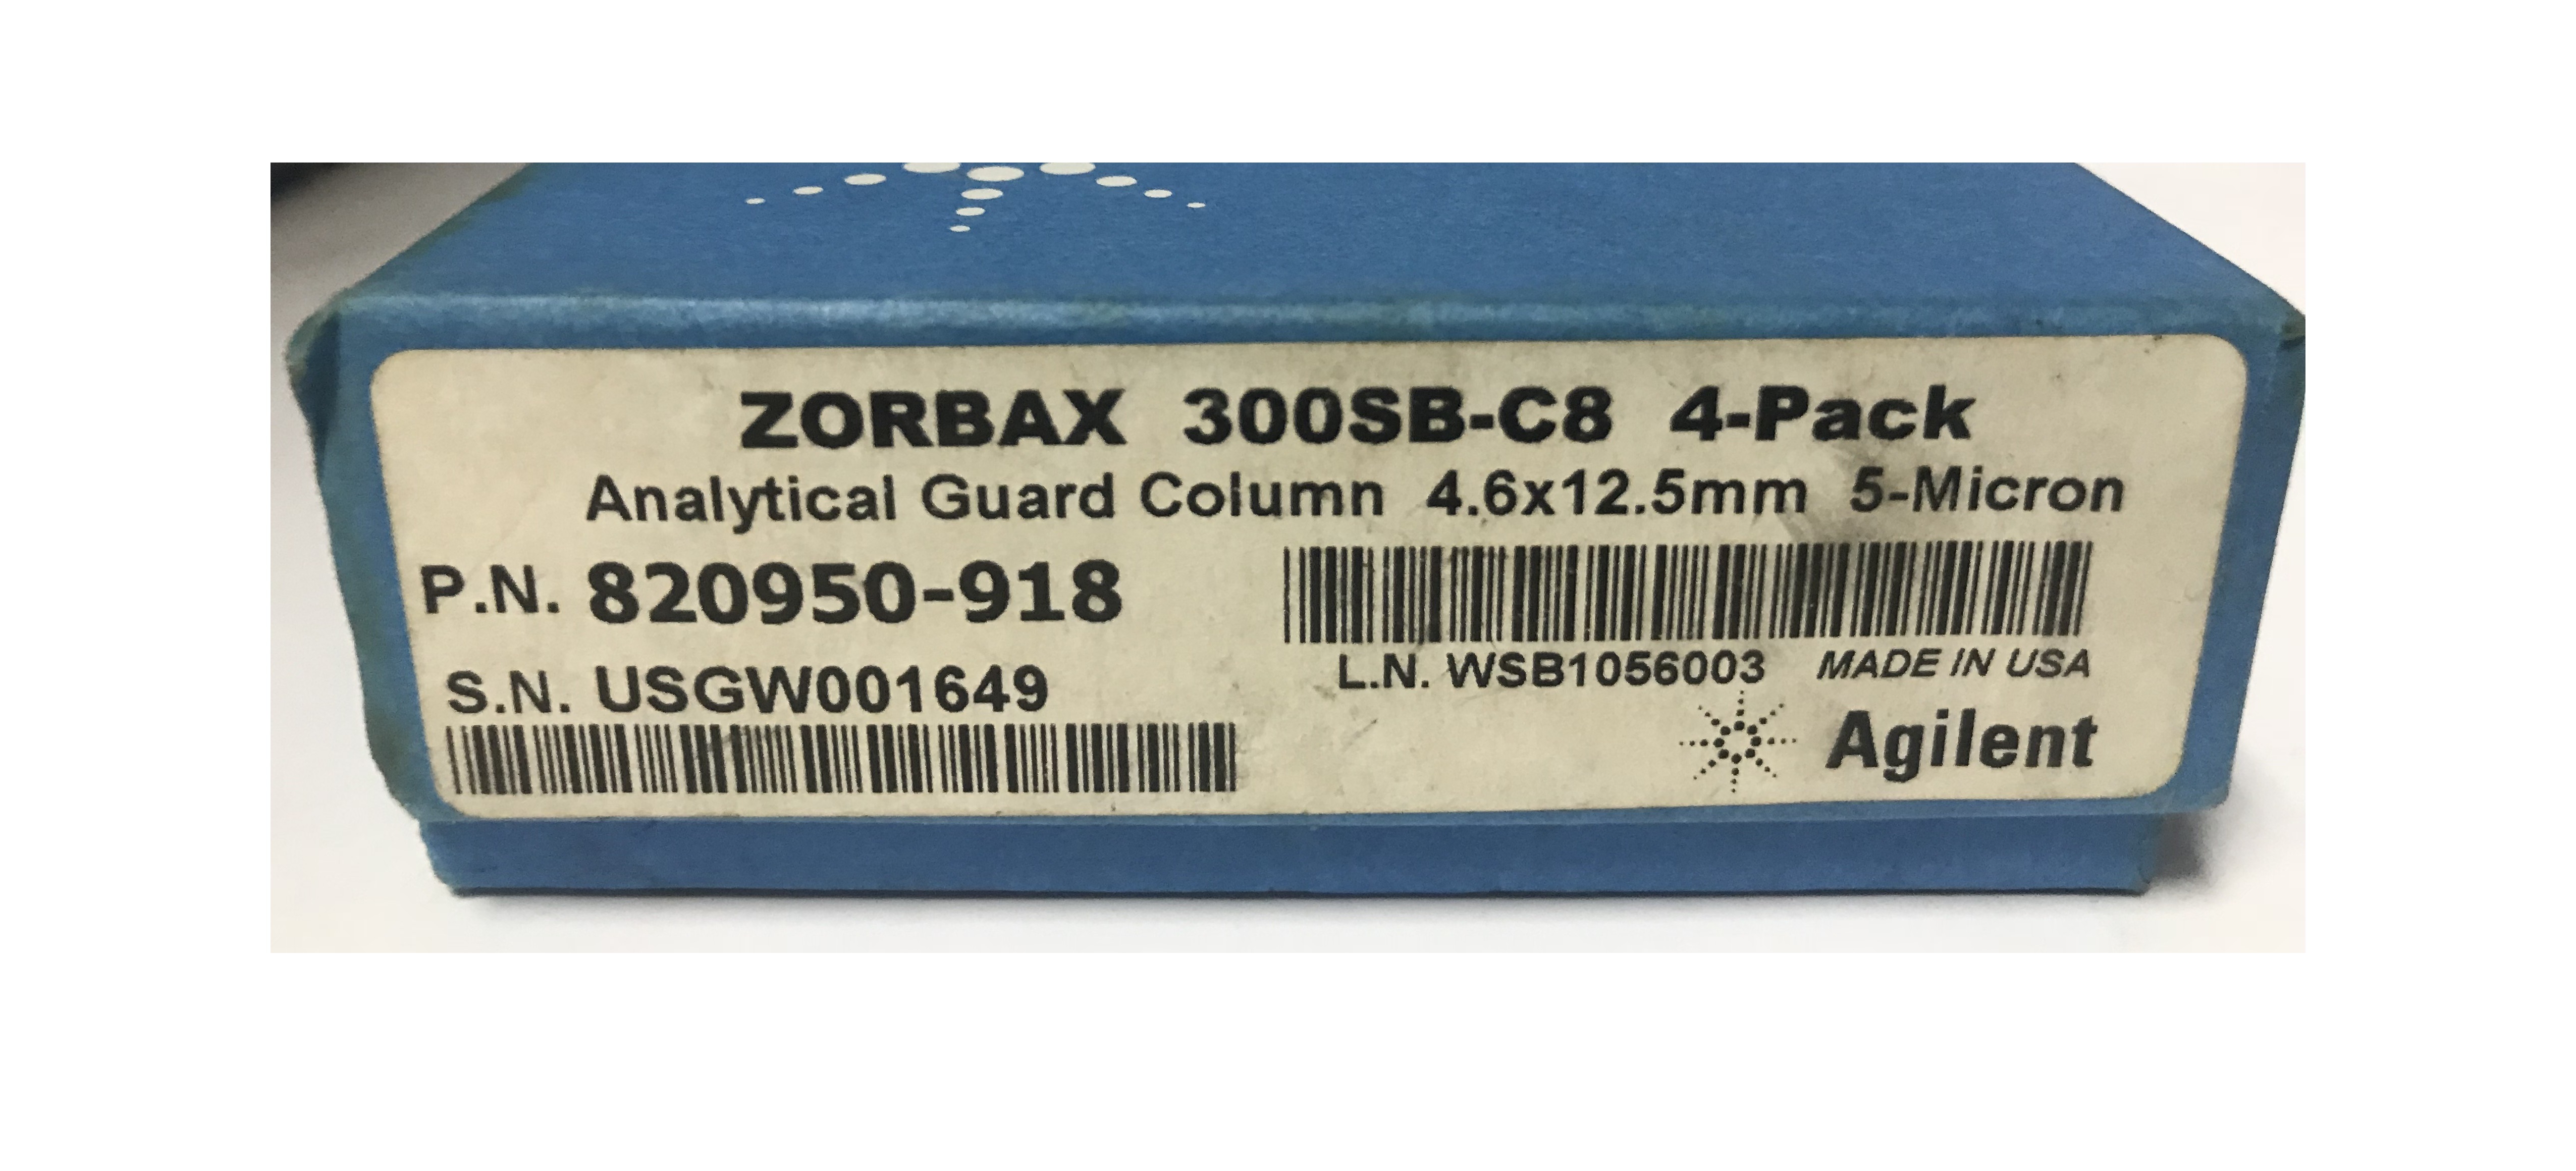 ZORBAX 300SB-C8 4-Pack
Analytical Guard Column 4.6x12.5mm 5-Micron
P.N. 820950-918
L.N. WSB1056003 MADE IN USA
S.N. USGW001649
Agilent